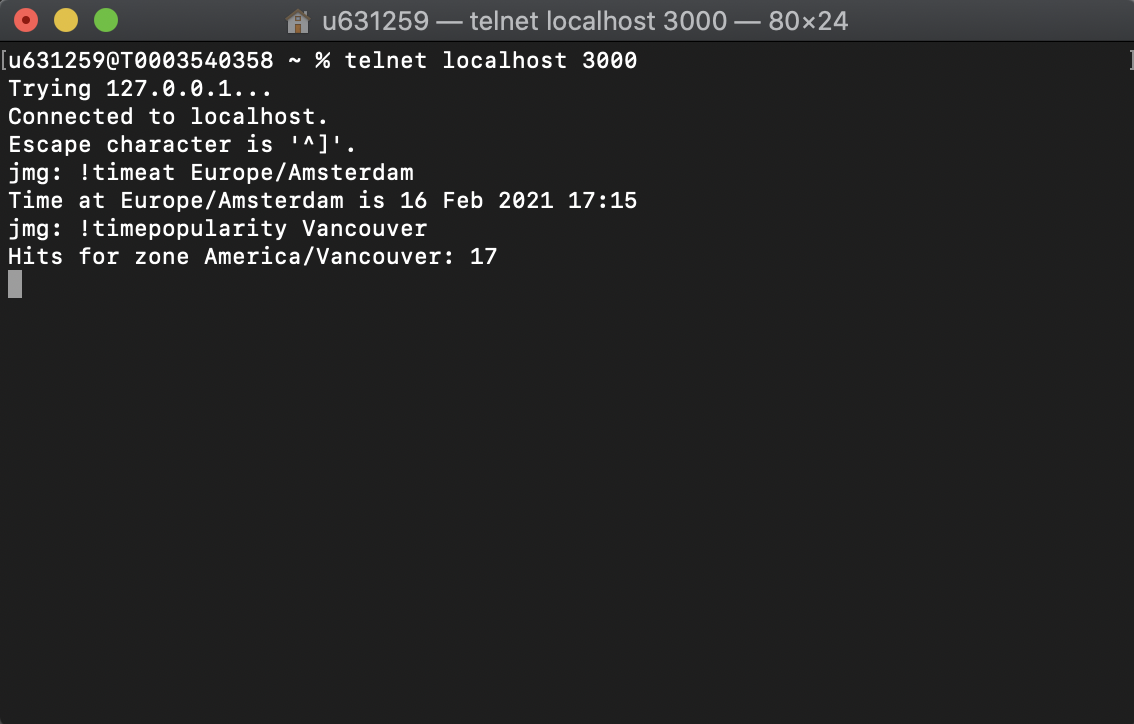 u631259 — telnet localhost 3000 — 80×24
[u631259@T0003540358 ~ % telnet localhost 3000 ]
Trying 127.0.0.1...
Connected to localhost.
Escape character is '^]'.
jmg: !timeat Europe/Amsterdam
Time at Europe/Amsterdam is 16 Feb 2021 17:15
jmg: !timepopularity Vancouver
Hits for zone America/Vancouver: 17